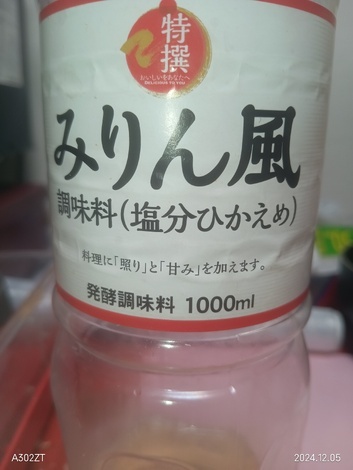 特撰
おいしいをあなたへ
DELICIOUS TO YOU
みりん風
調味料(塩分ひかえめ)
料理に「照り」と「甘み」を加えます。
発酵調味料 1000ml
A302ZT
2024.12.05